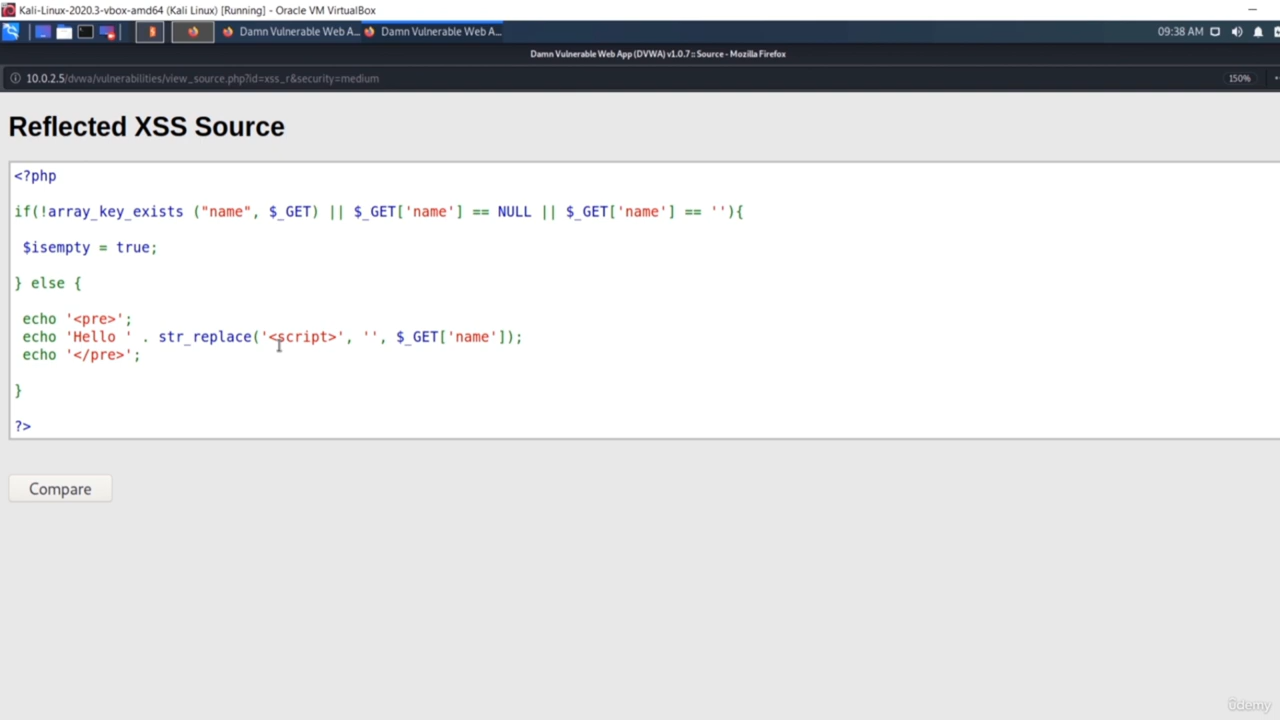 Kali-Linux-2020.3-vbox-amd64 (Kali Linux) [Running] - Oracle VM VirtualBox
Damn Vulnerable Web A... Damn Vulnerable Web A... 09:38 AM
Damn Vulnerable Web App (DVWA) v1.0.7 :: Source - Mozilla Firefox
10.0.2.5/dvwa/vulnerabilities/view_source.php?id=xss_r&security=medium 150%
Reflected XSS Source
<?php
if(!array_key_exists ("name", $_GET) || $_GET['name'] == NULL || $_GET['name'] == ''){
$isempty = true;
} else {
echo '<pre>';
echo 'Hello ' . str_replace('<script>', '', $_GET['name']);
echo '</pre>';
}
?>
Compare
ûdemy